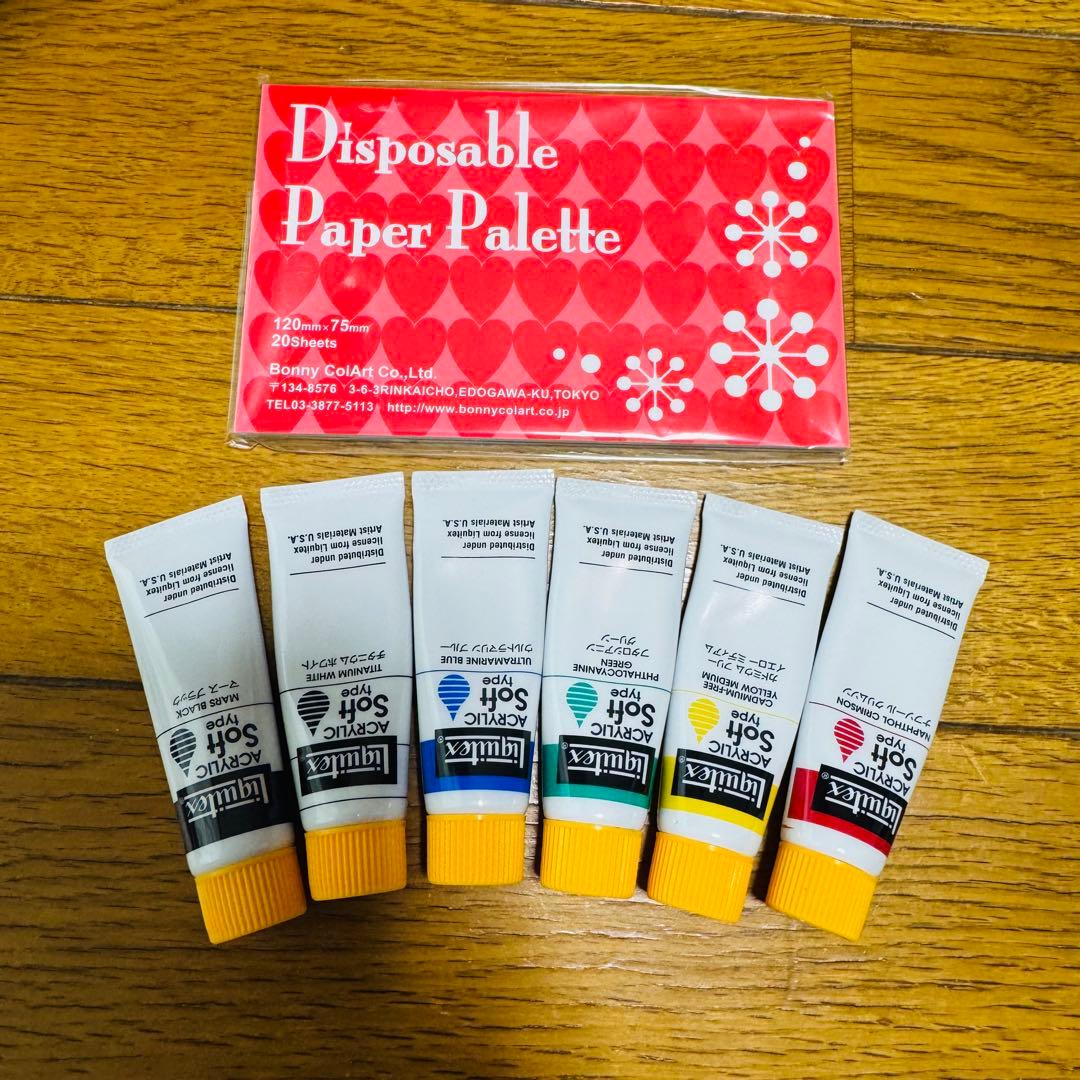 Disposable
Paper Palette
120mm×75mm
20Sheets
Bonny ColArt Co.,Ltd.
〒134-8576 3-6-3RINKAICHO,EDOGAWA-KU,TOKYO
TEL03-3877-5113 http://www.bonnycolart.co.jp
Liquitex
ACRYLIC
Soft
type
MARS BLACK
マース ブラック
Distributed under
license from Liquitex
Artist Materials U.S.A.
Liquitex
ACRYLIC
Soft
type
TITANIUM WHITE
チタニウム ホワイト
Distributed under
license from Liquitex
Artist Materials U.S.A.
Liquitex®
ACRYLIC
Soft
type
ULTRAMARINE BLUE
ウルトラマリン ブルー
Distributed under
license from Liquitex
Artist Materials U.S.A.
Liquitex®
ACRYLIC
Soft
type
PHTHALOCYANINE
GREEN
フタロシアニン
グリーン
Distributed under
license from Liquitex
Artist Materials U.S.A.
Liquitex®
ACRYLIC
Soft
type
CADMIUM-FREE
YELLOW MEDIUM
カドミウム フリー
イエロー ミディアム
Distributed under
license from Liquitex
Artist Materials U.S.A.
Liquitex®
ACRYLIC
Soft
type
NAPHTHOL CRIMSON
ナフソール クリムソン
Distributed under
license from Liquitex
Artist Materials U.S.A.